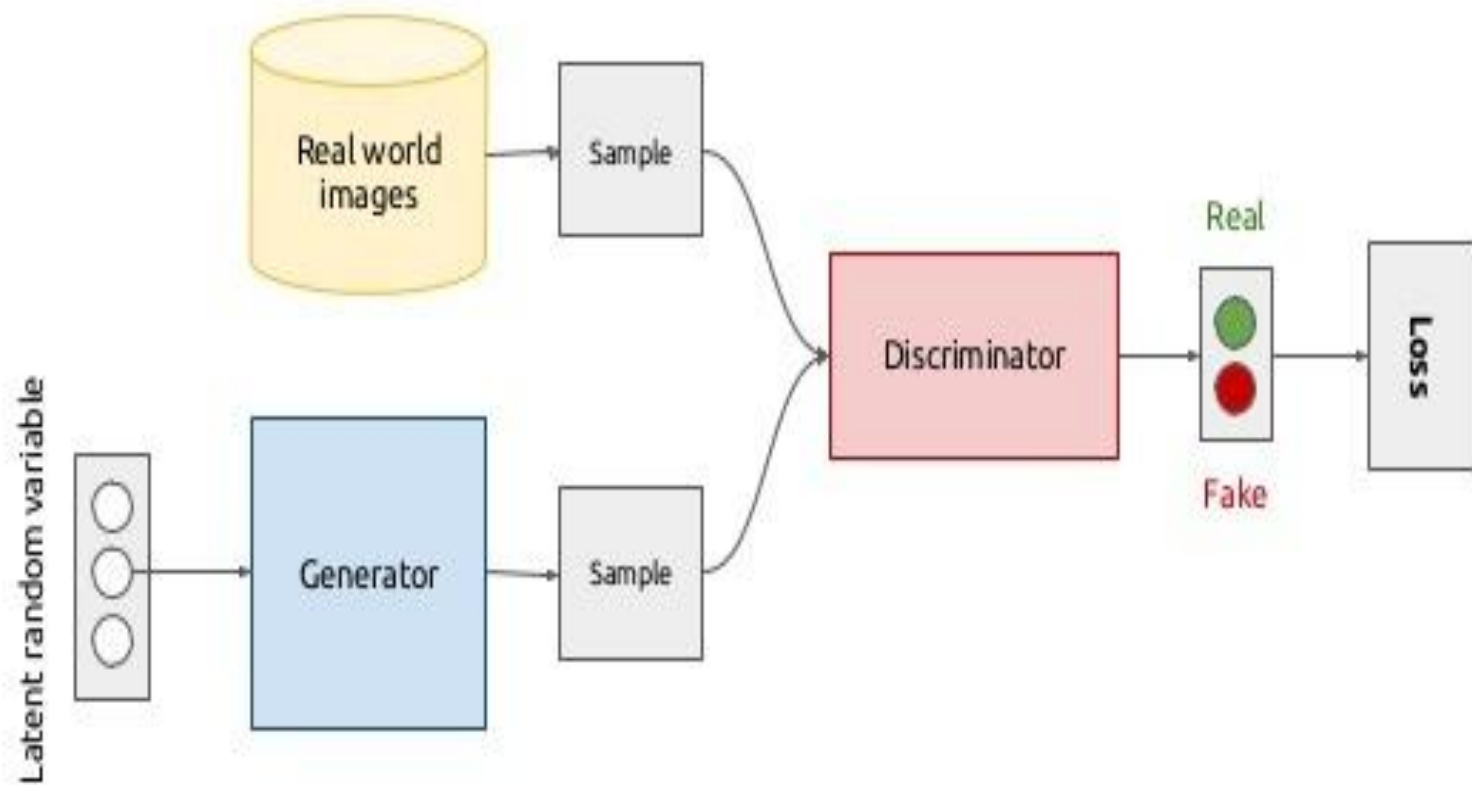 Real world
images
Sample
Real
Discriminator
Loss
Fake
Latent random variable
Generator
Sample